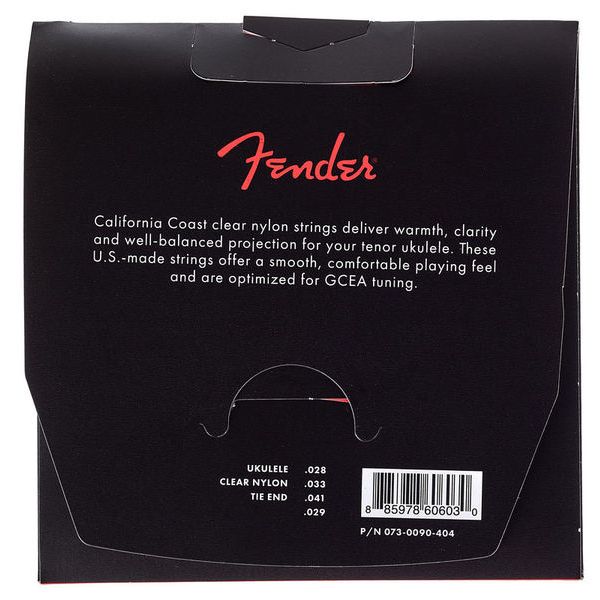 Fender
California Coast clear nylon strings deliver warmth, clarity
and well-balanced projection for your tenor ukulele. These
U.S.-made strings offer a smooth, comfortable playing feel
and are optimized for GCEA tuning.
UKULELE .028
CLEAR NYLON .033
TIE END .041
.029
8 85978 60603 0
P/N 073-0090-404